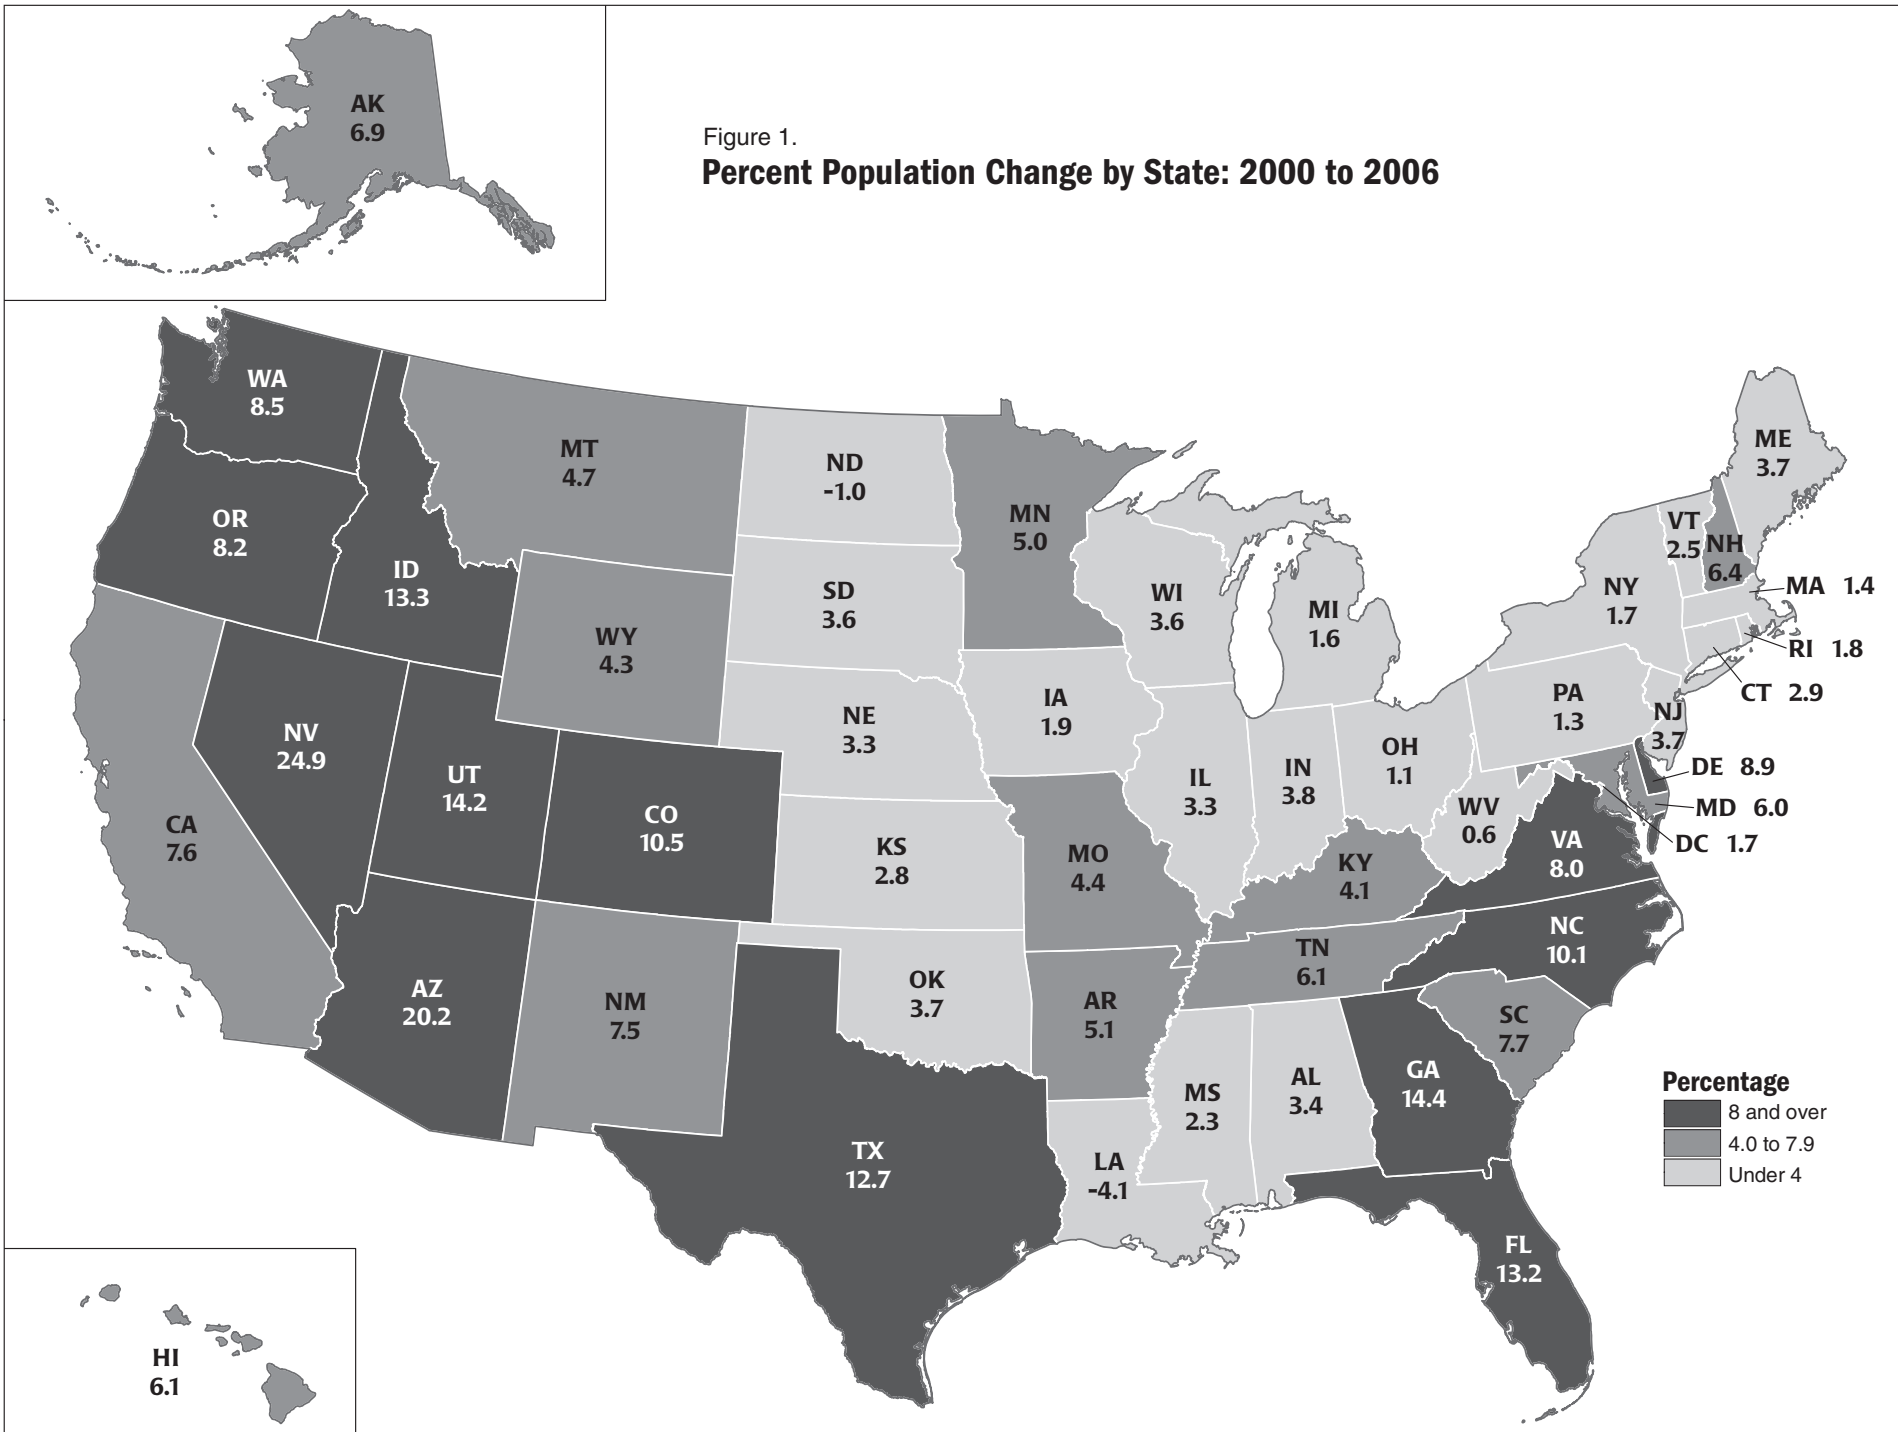 AK
6.9
Figure 1.
Percent Population Change by State: 2000 to 2006
WA
8.5
MT
4.7
ND
-1.0
MN
5.0
ME
3.7
OR
8.2
ID
13.3
VT
2.5
NH
6.4
WY
4.3
SD
3.6
WI
3.6
MI
1.6
NY
1.7
MA 1.4
RI 1.8
CT 2.9
NV
24.9
UT
14.2
NE
3.3
IA
1.9
PA
1.3
NJ
3.7
CA
7.6
CO
10.5
KS
2.8
MO
4.4
IL
3.3
IN
3.8
OH
1.1
WV
0.6
DE 8.9
MD 6.0
DC 1.7
VA
8.0
KY
4.1
NC
10.1
TN
6.1
AZ
20.2
NM
7.5
OK
3.7
AR
5.1
SC
7.7
MS
2.3
AL
3.4
GA
14.4
TX
12.7
LA
-4.1
FL
13.2
Percentage
8 and over
4.0 to 7.9
Under 4
HI
6.1